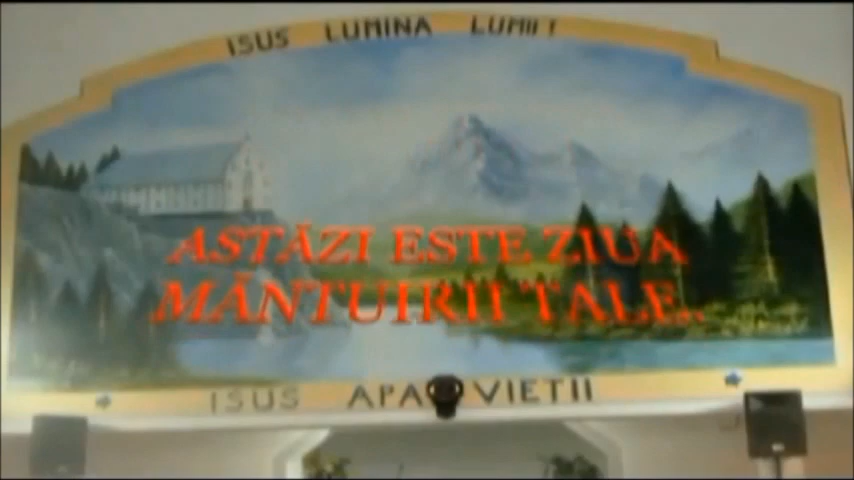 ISUS LUMINA LUMII!
ASTĂZI ESTE ZIUA
MÂNTUIRII TALE..
ISUS APA VIETII